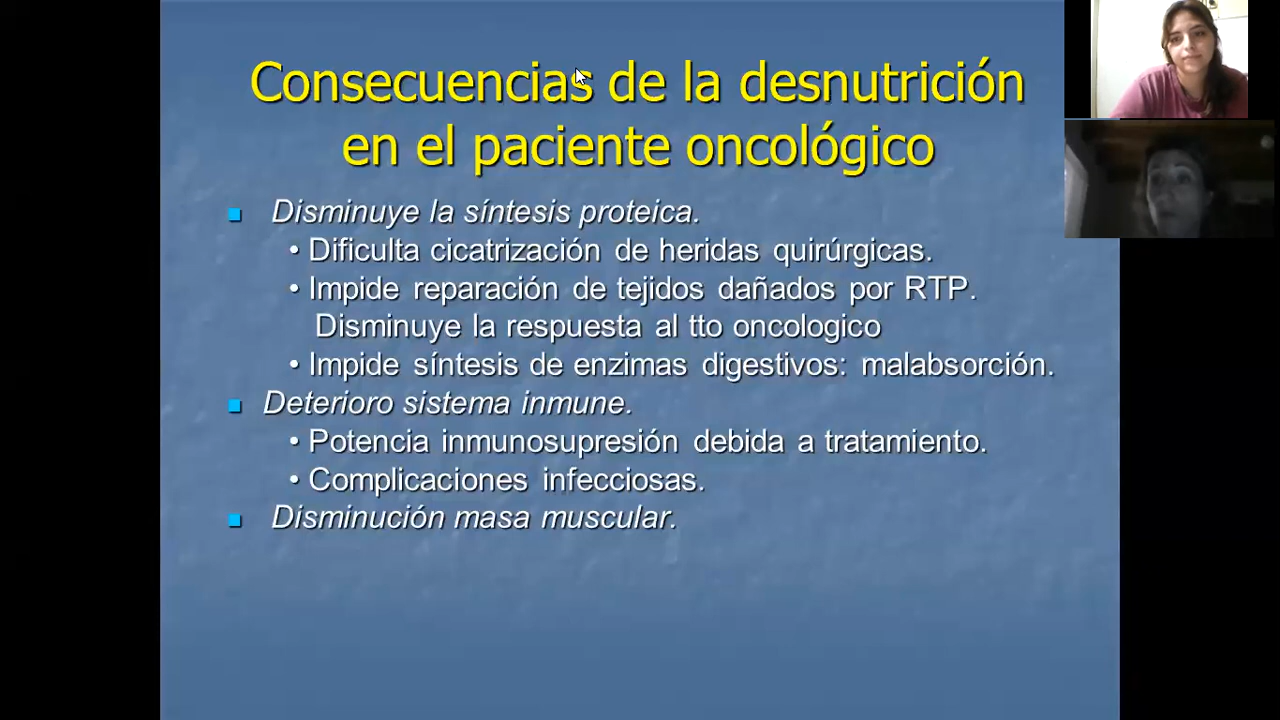 Consecuencias de la desnutrición
en el paciente oncológico
Disminuye la síntesis proteica.
• Dificulta cicatrización de heridas quirúrgicas.
• Impide reparación de tejidos dañados por RTP.
Disminuye la respuesta al tto oncologico
• Impide síntesis de enzimas digestivos: malabsorción.
Deterioro sistema inmune.
• Potencia inmunosupresión debida a tratamiento.
• Complicaciones infecciosas.
Disminución masa muscular.